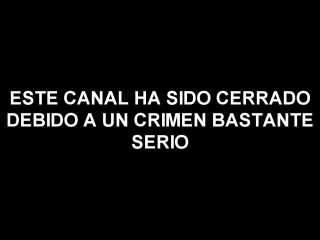 ESTE CANAL HA SIDO CERRADO
DEBIDO A UN CRIMEN BASTANTE
SERIO